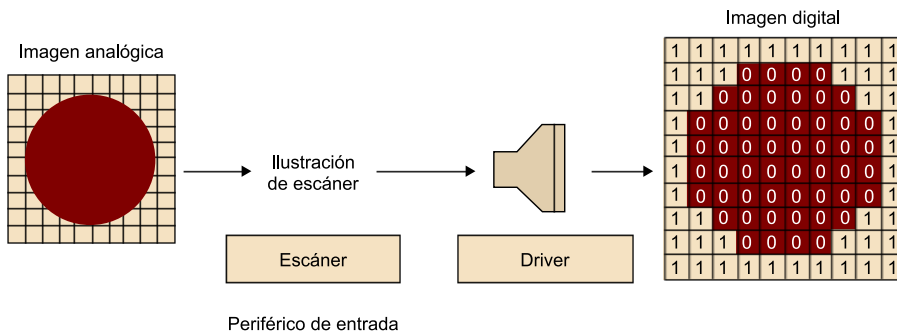 Imagen analógica
Ilustración
de escáner
Escáner
Periférico de entrada
Driver
Imagen digital
1 1 1 1 1 1 1 1 1 1
1 1 1 0 0 0 0 1 1 1
1 1 0 0 0 0 0 0 1 1
1 0 0 0 0 0 0 0 0 1
1 0 0 0 0 0 0 0 0 1
1 0 0 0 0 0 0 0 0 1
1 0 0 0 0 0 0 0 0 1
1 1 0 0 0 0 0 0 1 1
1 1 1 0 0 0 0 1 1 1
1 1 1 1 1 1 1 1 1 1